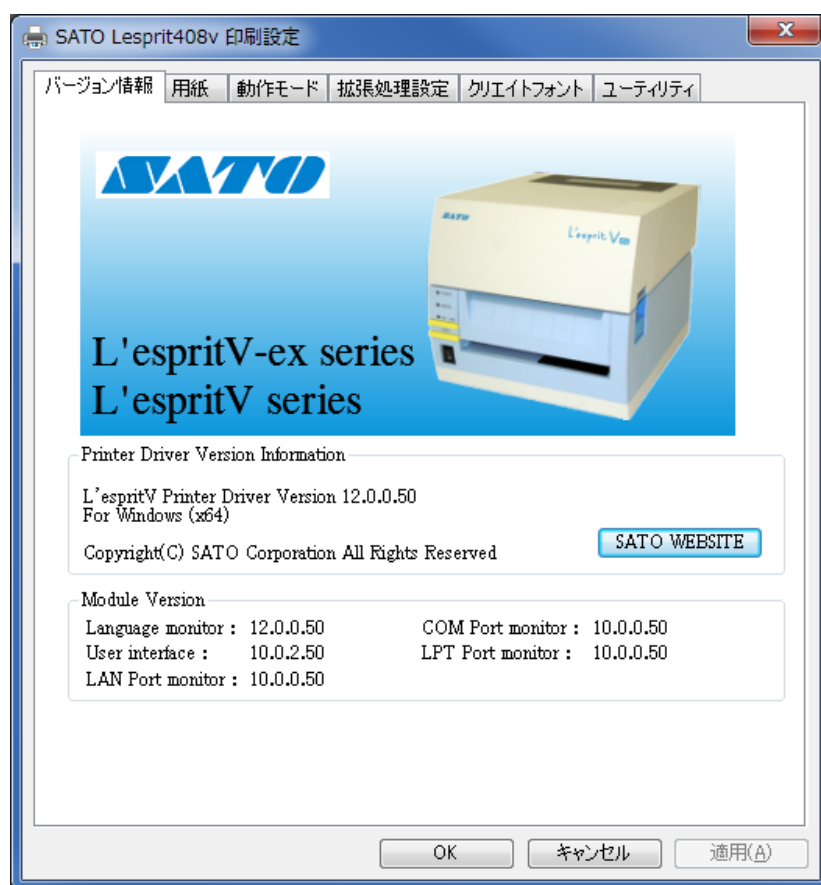 SATO Lesprit408v 印刷設定
バージョン情報 用紙 動作モード 拡張処理設定 クリエイトフォント ユーティリティ
SATO
SATO
L'esprit V
L'espritV-ex series
L'espritV series
Printer Driver Version Information
L'espritV Printer Driver Version 12.0.0.50
For Windows (x64)
Copyright(C) SATO Corporation All Rights Reserved
SATO WEBSITE
Module Version
Language monitor : 12.0.0.50 COM Port monitor : 10.0.0.50
User interface : 10.0.2.50 LPT Port monitor : 10.0.0.50
LAN Port monitor : 10.0.0.50
OK キャンセル 適用(A)